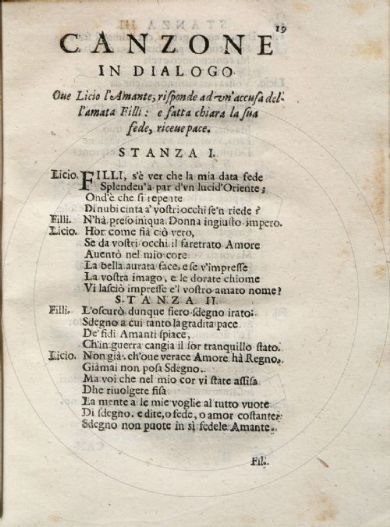 19
CANZONE
IN DIALOGO
Oue Licio l'Amante, risponde ad vn'accusa del-
l'amata Filli: e fatta chiara la sua
fede, riceue pace.
STANZA I.
Licio. FILLI, s'è ver che la mia data fede
Splendeu'à par d'vn lucid'Oriente;
Ond'è che sì repente
Di nubi cinta à vostri occhi se'n riede?
Filli. N'hà preso iniqua Donna ingiusto impero.
Licio. Hor come fia ciò vero,
Se da vostri occhi il faretrato Amore
Auentò nel mio core
La bella aurata face, e se v'impresse
La vostra imago, e le dorate chiome
Vi lasciò impresse e'l vostro amato nome?
STANZA II.
Filli. L'oscurò dunque fiero sdegno irato:
Sdegno a cui tanto la gradita pace
De' fidi Amanti spiace,
Ch'in guerra cangia il lor tranquillo stato.
Licio. Non già, ch'oue verace Amore hà Regno,
Giàmai non posa Sdegno.
Ma voi che nel mio cor vi state assisa
Dhe riuolgere fisa
La mente a le mie voglie al tutto vuote
Di sdegno, e dite, o fede, o amor costante:
Sdegno non puote in sì fedele Amante.
Fil.